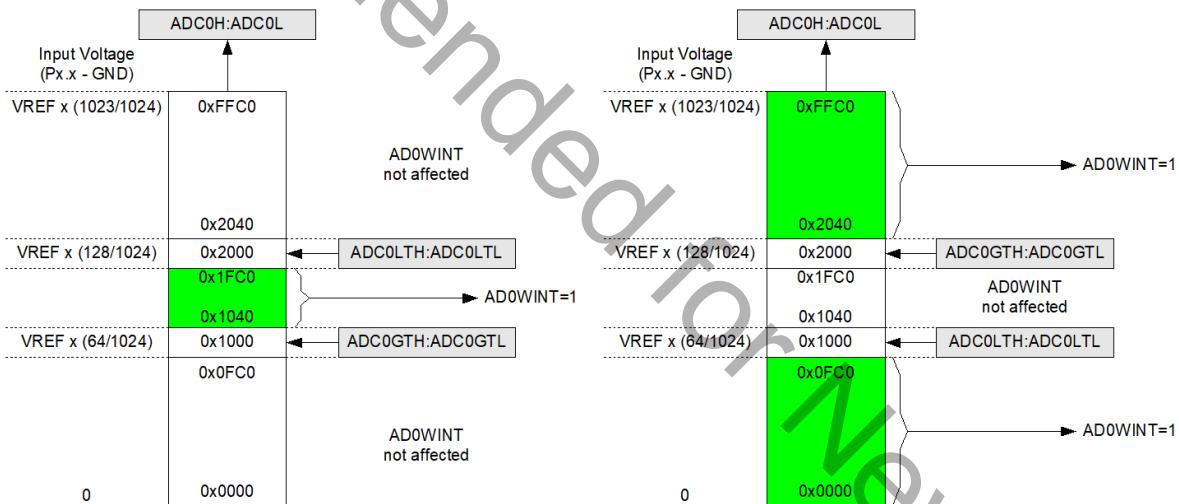 ADC0H:ADC0L
Input Voltage
(Px.x - GND)
VREF x (1023/1024)
0xFFC0
AD0WINT
not affected
0x2040
VREF x (128/1024)
0x2000
ADC0LTH:ADC0LTL
0x1FC0
AD0WINT=1
0x1040
VREF x (64/1024)
0x1000
ADC0GTH:ADC0GTL
0x0FC0
AD0WINT
not affected
0
0x0000
ADC0H:ADC0L
Input Voltage
(Px.x - GND)
VREF x (1023/1024)
0xFFC0
AD0WINT=1
0x2040
VREF x (128/1024)
0x2000
ADC0GTH:ADC0GTL
0x1FC0
AD0WINT
not affected
0x1040
VREF x (64/1024)
0x1000
ADC0LTH:ADC0LTL
0x0FC0
AD0WINT=1
0
0x0000
ended for Ne